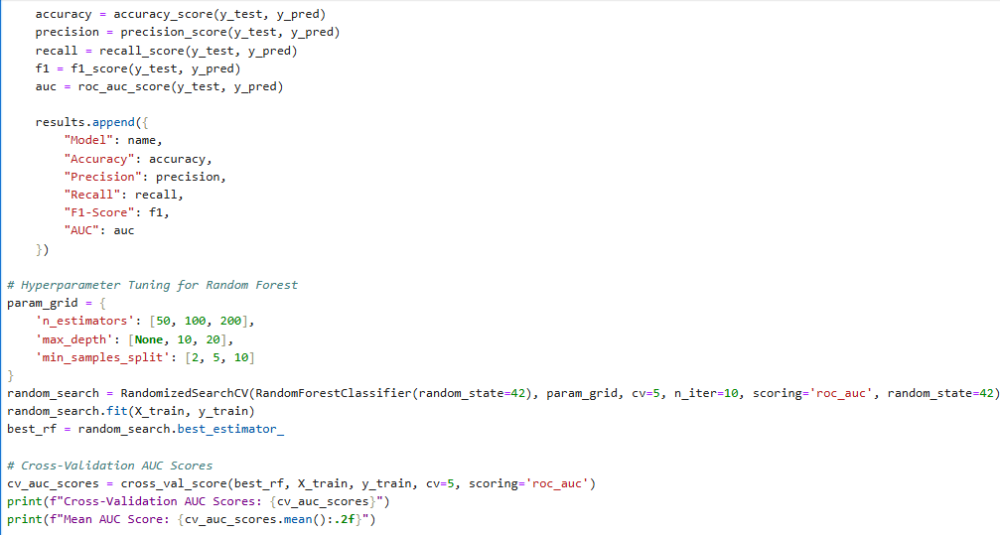 accuracy = accuracy_score(y_test, y_pred)
    precision = precision_score(y_test, y_pred)
    recall = recall_score(y_test, y_pred)
    f1 = f1_score(y_test, y_pred)
    auc = roc_auc_score(y_test, y_pred)

    results.append({
        "Model": name,
        "Accuracy": accuracy,
        "Precision": precision,
        "Recall": recall,
        "F1-Score": f1,
        "AUC": auc
    })

# Hyperparameter Tuning for Random Forest
param_grid = {
    'n_estimators': [50, 100, 200],
    'max_depth': [None, 10, 20],
    'min_samples_split': [2, 5, 10]
}
random_search = RandomizedSearchCV(RandomForestClassifier(random_state=42), param_grid, cv=5, n_iter=10, scoring='roc_auc', random_state=42)
random_search.fit(X_train, y_train)
best_rf = random_search.best_estimator_

# Cross-Validation AUC Scores
cv_auc_scores = cross_val_score(best_rf, X_train, y_train, cv=5, scoring='roc_auc')
print(f"Cross-Validation AUC Scores: {cv_auc_scores}")
print(f"Mean AUC Score: {cv_auc_scores.mean():.2f}")